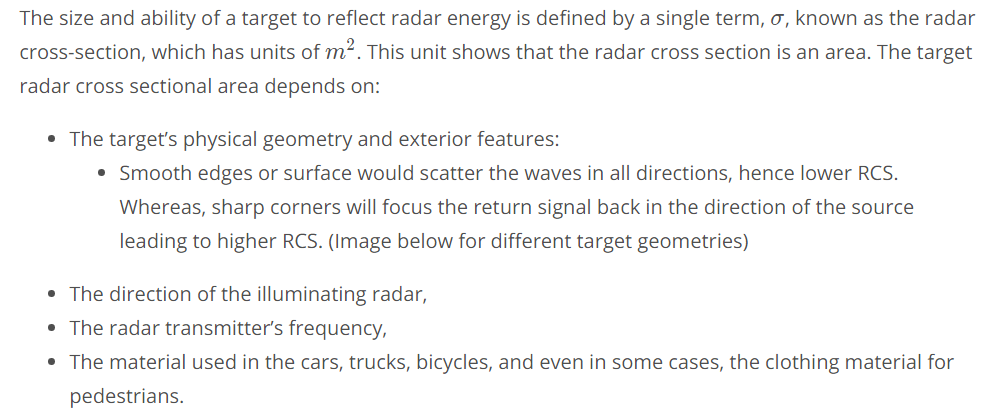 The size and ability of a target to reflect radar energy is defined by a single term, σ, known as the radar
cross-section, which has units of m². This unit shows that the radar cross section is an area. The target
radar cross sectional area depends on:
• The target's physical geometry and exterior features:
• Smooth edges or surface would scatter the waves in all directions, hence lower RCS.
Whereas, sharp corners will focus the return signal back in the direction of the source
leading to higher RCS. (Image below for different target geometries)
• The direction of the illuminating radar,
• The radar transmitter's frequency,
• The material used in the cars, trucks, bicycles, and even in some cases, the clothing material for
pedestrians.